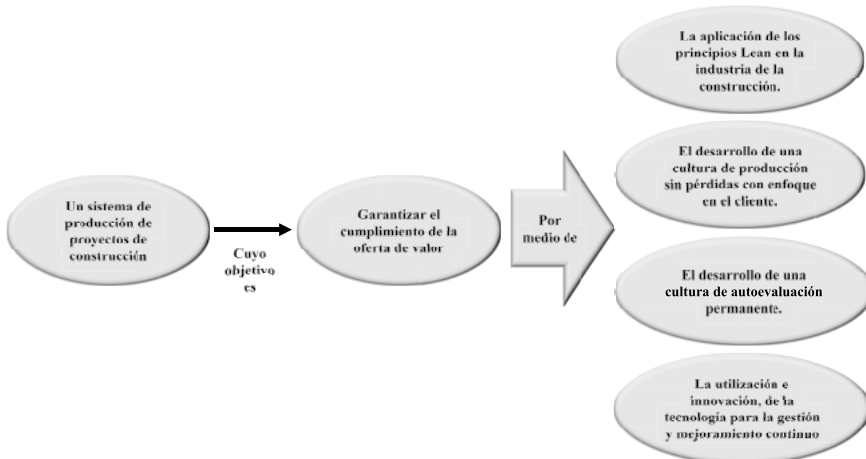 Un sistema de
producción de
proyectos de
construcción
Cuyo
objetivo
es
Garantizar el
cumplimiento de la
oferta de valor
Por
medio de
La aplicación de los
principios Lean en la
industria de la
construcción.
El desarrollo de una
cultura de producción
sin pérdidas con enfoque
en el cliente.
El desarrollo de una
cultura de autoevaluación
permanente.
La utilización e
innovación, de la
tecnología para la gestión
y mejoramiento continuo